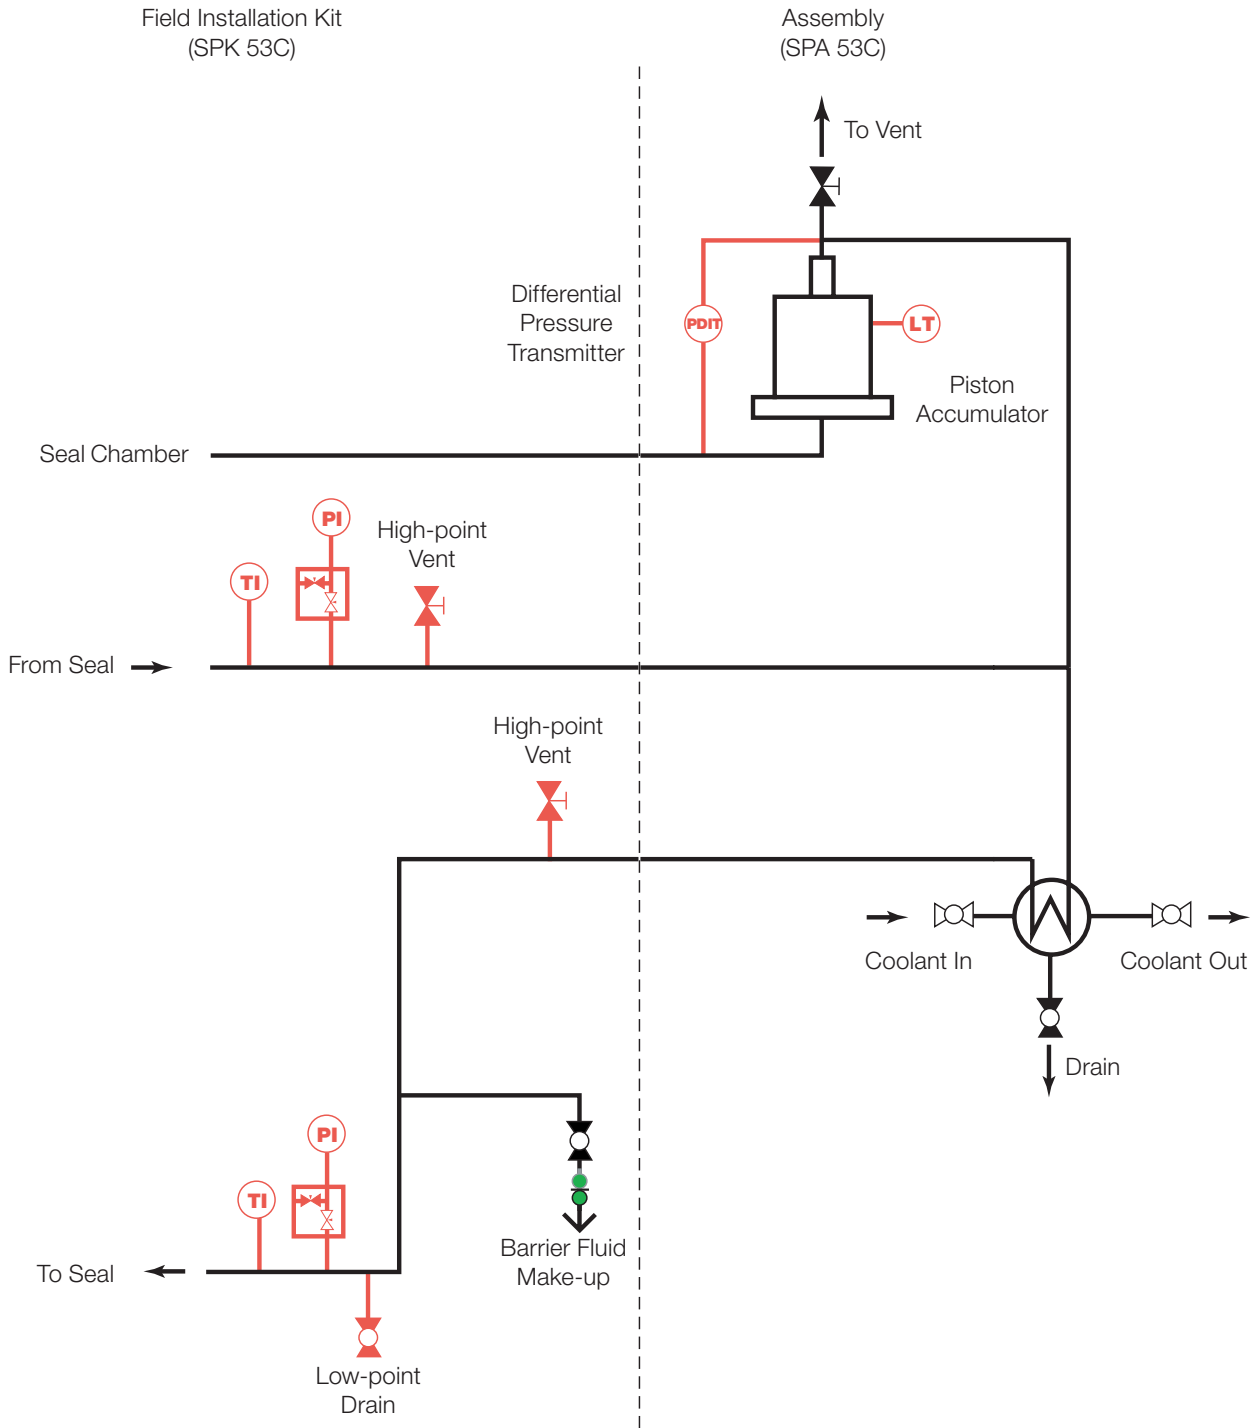 Field Installation Kit
(SPK 53C)
Assembly
(SPA 53C)
To Vent
Differential
Pressure
Transmitter
PDIT
LT
Piston
Accumulator
Seal Chamber
PI
High-point
Vent
TI
From Seal
High-point
Vent
Coolant In
Coolant Out
Drain
PI
TI
Barrier Fluid
Make-up
To Seal
Low-point
Drain